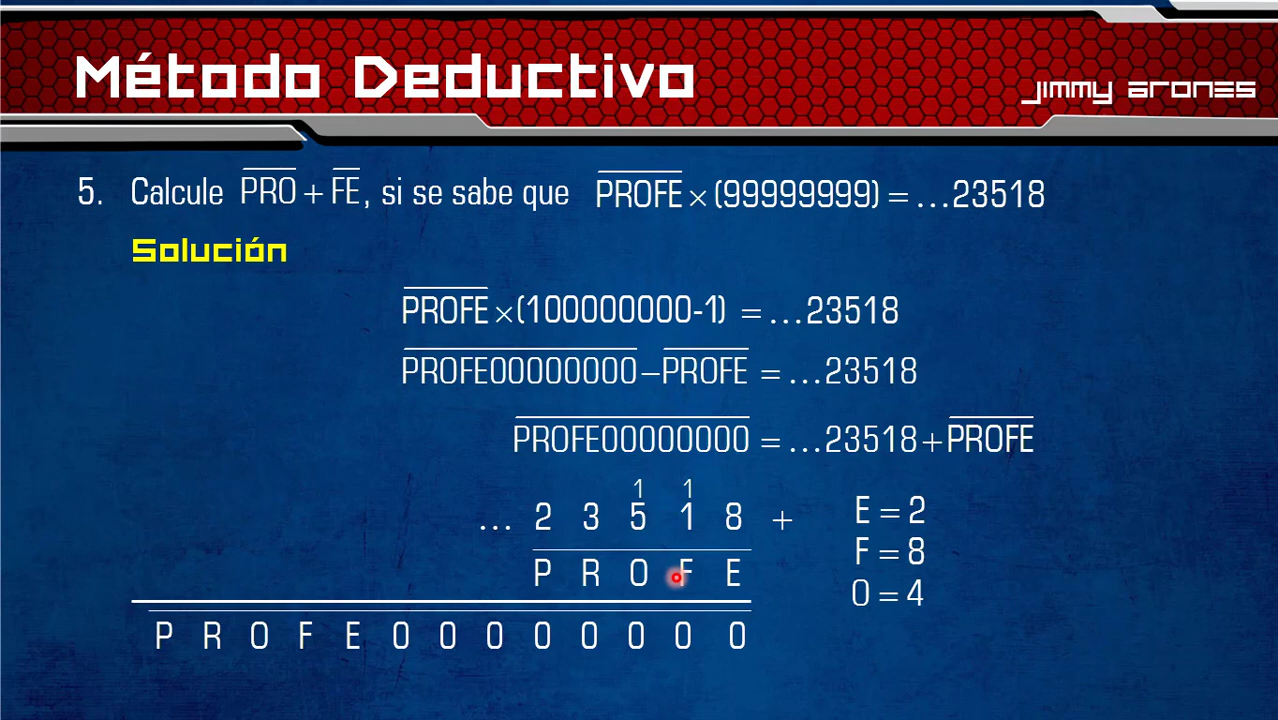 Método Deductivo
Jimmy Arones
5. Calcule PRO + FE, si se sabe que PROFE × (99999999) = ...23518
Solución
PROFE × (100000000-1) = ...23518
PROFE00000000 – PROFE = ...23518
PROFE00000000 = ...23518 + PROFE
1 1
... 2 3 5 1 8 +
P R O F E
P R O F E 0 0 0 0 0 0 0 0
E = 2
F = 8
O = 4